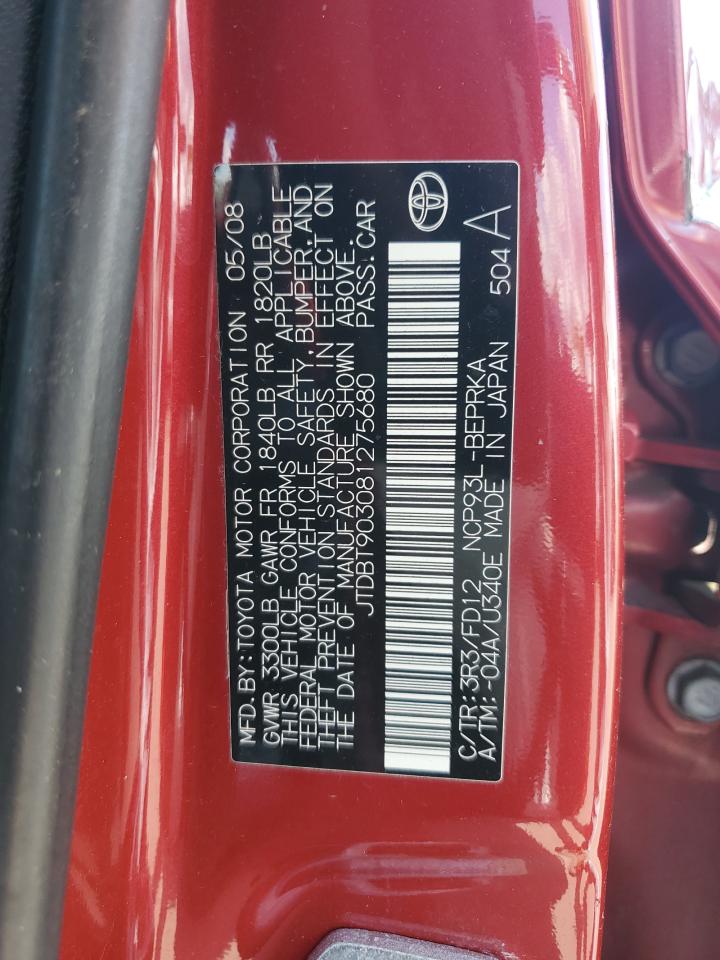 MFD. BY: TOYOTA MOTOR CORPORATION 05/08
GVWR 3300LB GAWR FR 1840LB RR 1820LB
THIS VEHICLE CONFORMS TO ALL APPLICABLE
FEDERAL MOTOR VEHICLE SAFETY, BUMPER, AND
THEFT PREVENTION STANDARDS IN EFFECT ON
THE DATE OF MANUFACTURE SHOWN ABOVE.
JTDBT903081275680 PASS. CAR
C/TR: 3R3/FD12 NCP93L-BEPRKA
A/TM: -04A/U340E MADE IN JAPAN 504 A